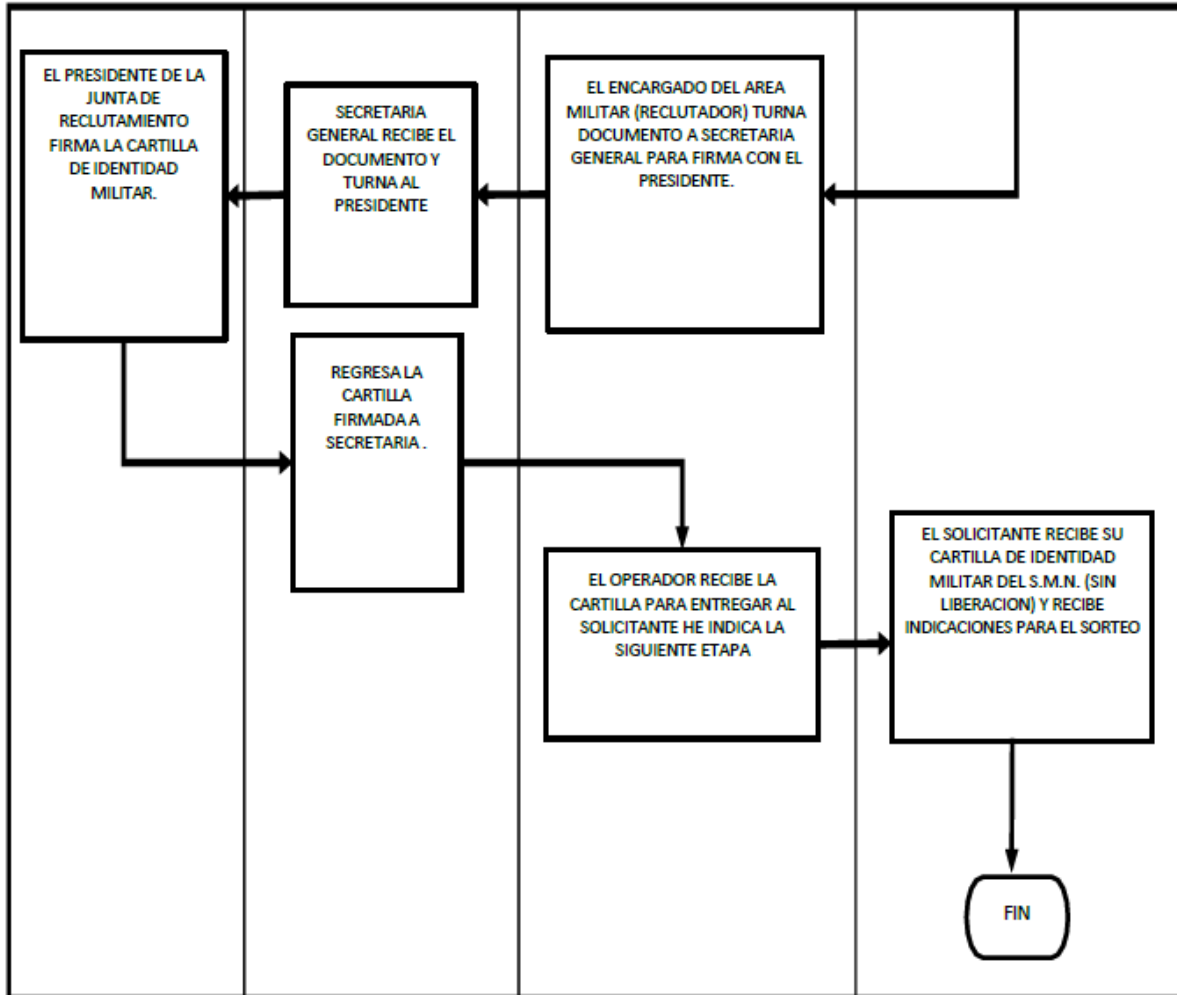 EL PRESIDENTE DE LA
JUNTA DE
RECLUTAMIENTO
FIRMA LA CARTILLA
DE IDENTIDAD
MILITAR.
SECRETARIA
GENERAL RECIBE EL
DOCUMENTO Y
TURNA AL
PRESIDENTE
EL ENCARGADO DEL AREA
MILITAR (RECLUTADOR) TURNA
DOCUMENTO A SECRETARIA
GENERAL PARA FIRMA CON EL
PRESIDENTE.
REGRESA LA
CARTILLA
FIRMADA A
SECRETARIA .
EL OPERADOR RECIBE LA
CARTILLA PARA ENTREGAR AL
SOLICITANTE HE INDICA LA
SIGUIENTE ETAPA
EL SOLICITANTE RECIBE SU
CARTILLA DE IDENTIDAD
MILITAR DEL S.M.N. (SIN
LIBERACION) Y RECIBE
INDICACIONES PARA EL SORTEO
FIN